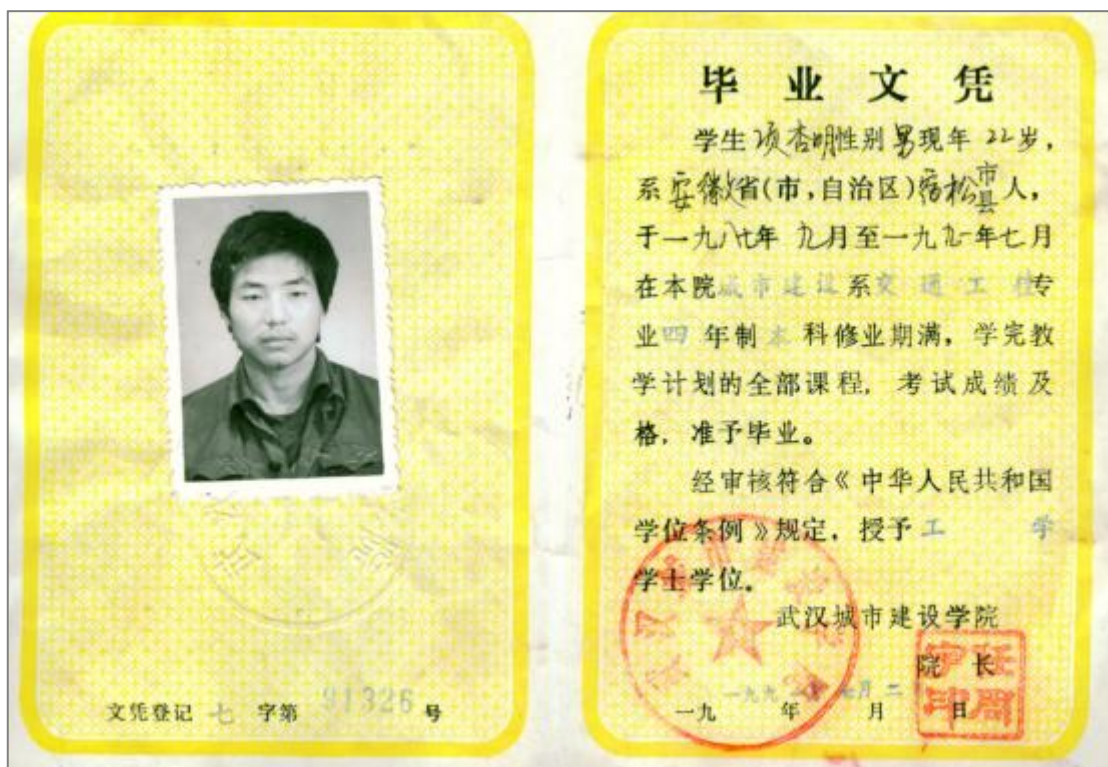 文凭登记 七 字第 91326 号
毕业文凭
学生项杏明性别男现年22岁,
系安徽省(市,自治区)宿松市县人,
于一九八七年九月至一九九一年七月
在本院城市建设系交通工程专
业四年制本科修业期满,学完教
学计划的全部课程,考试成绩及
格,准予毕业。
经审核符合《中华人民共和国
学位条例》规定,授予工学
学士学位。
武汉城市建设学院
院长
一九 年 月 日